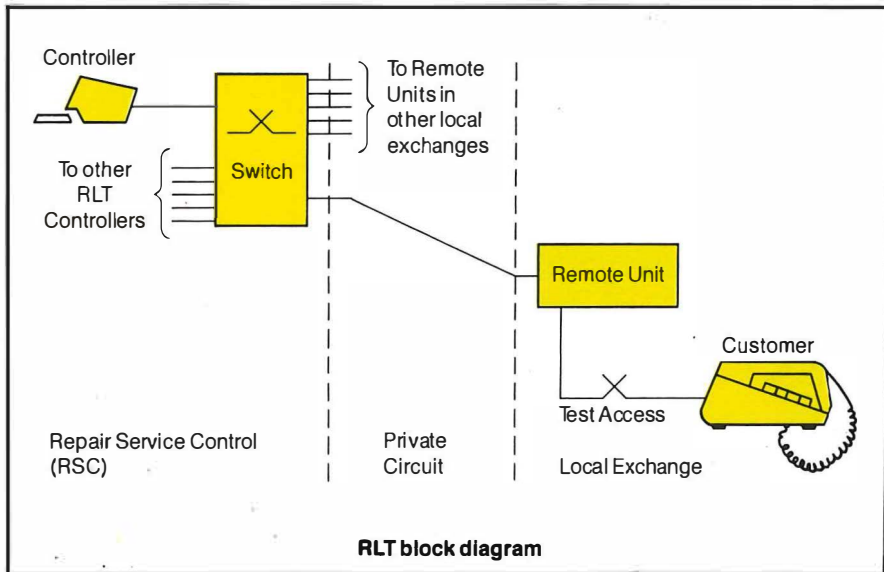 Controller
To Remote
Units in
other local
exchanges
Switch
To other
RLT
Controllers
Remote Unit
Customer
Test Access
Repair Service Control
(RSC)
Private
Circuit
Local Exchange
RLT block diagram